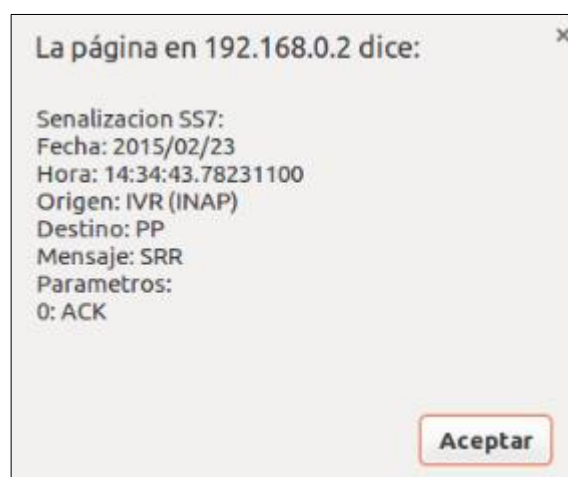 La página en 192.168.0.2 dice:
Senalizacion SS7:
Fecha: 2015/02/23
Hora: 14:34:43.78231100
Origen: IVR (INAP)
Destino: PP
Mensaje: SRR
Parametros:
0: ACK
Aceptar